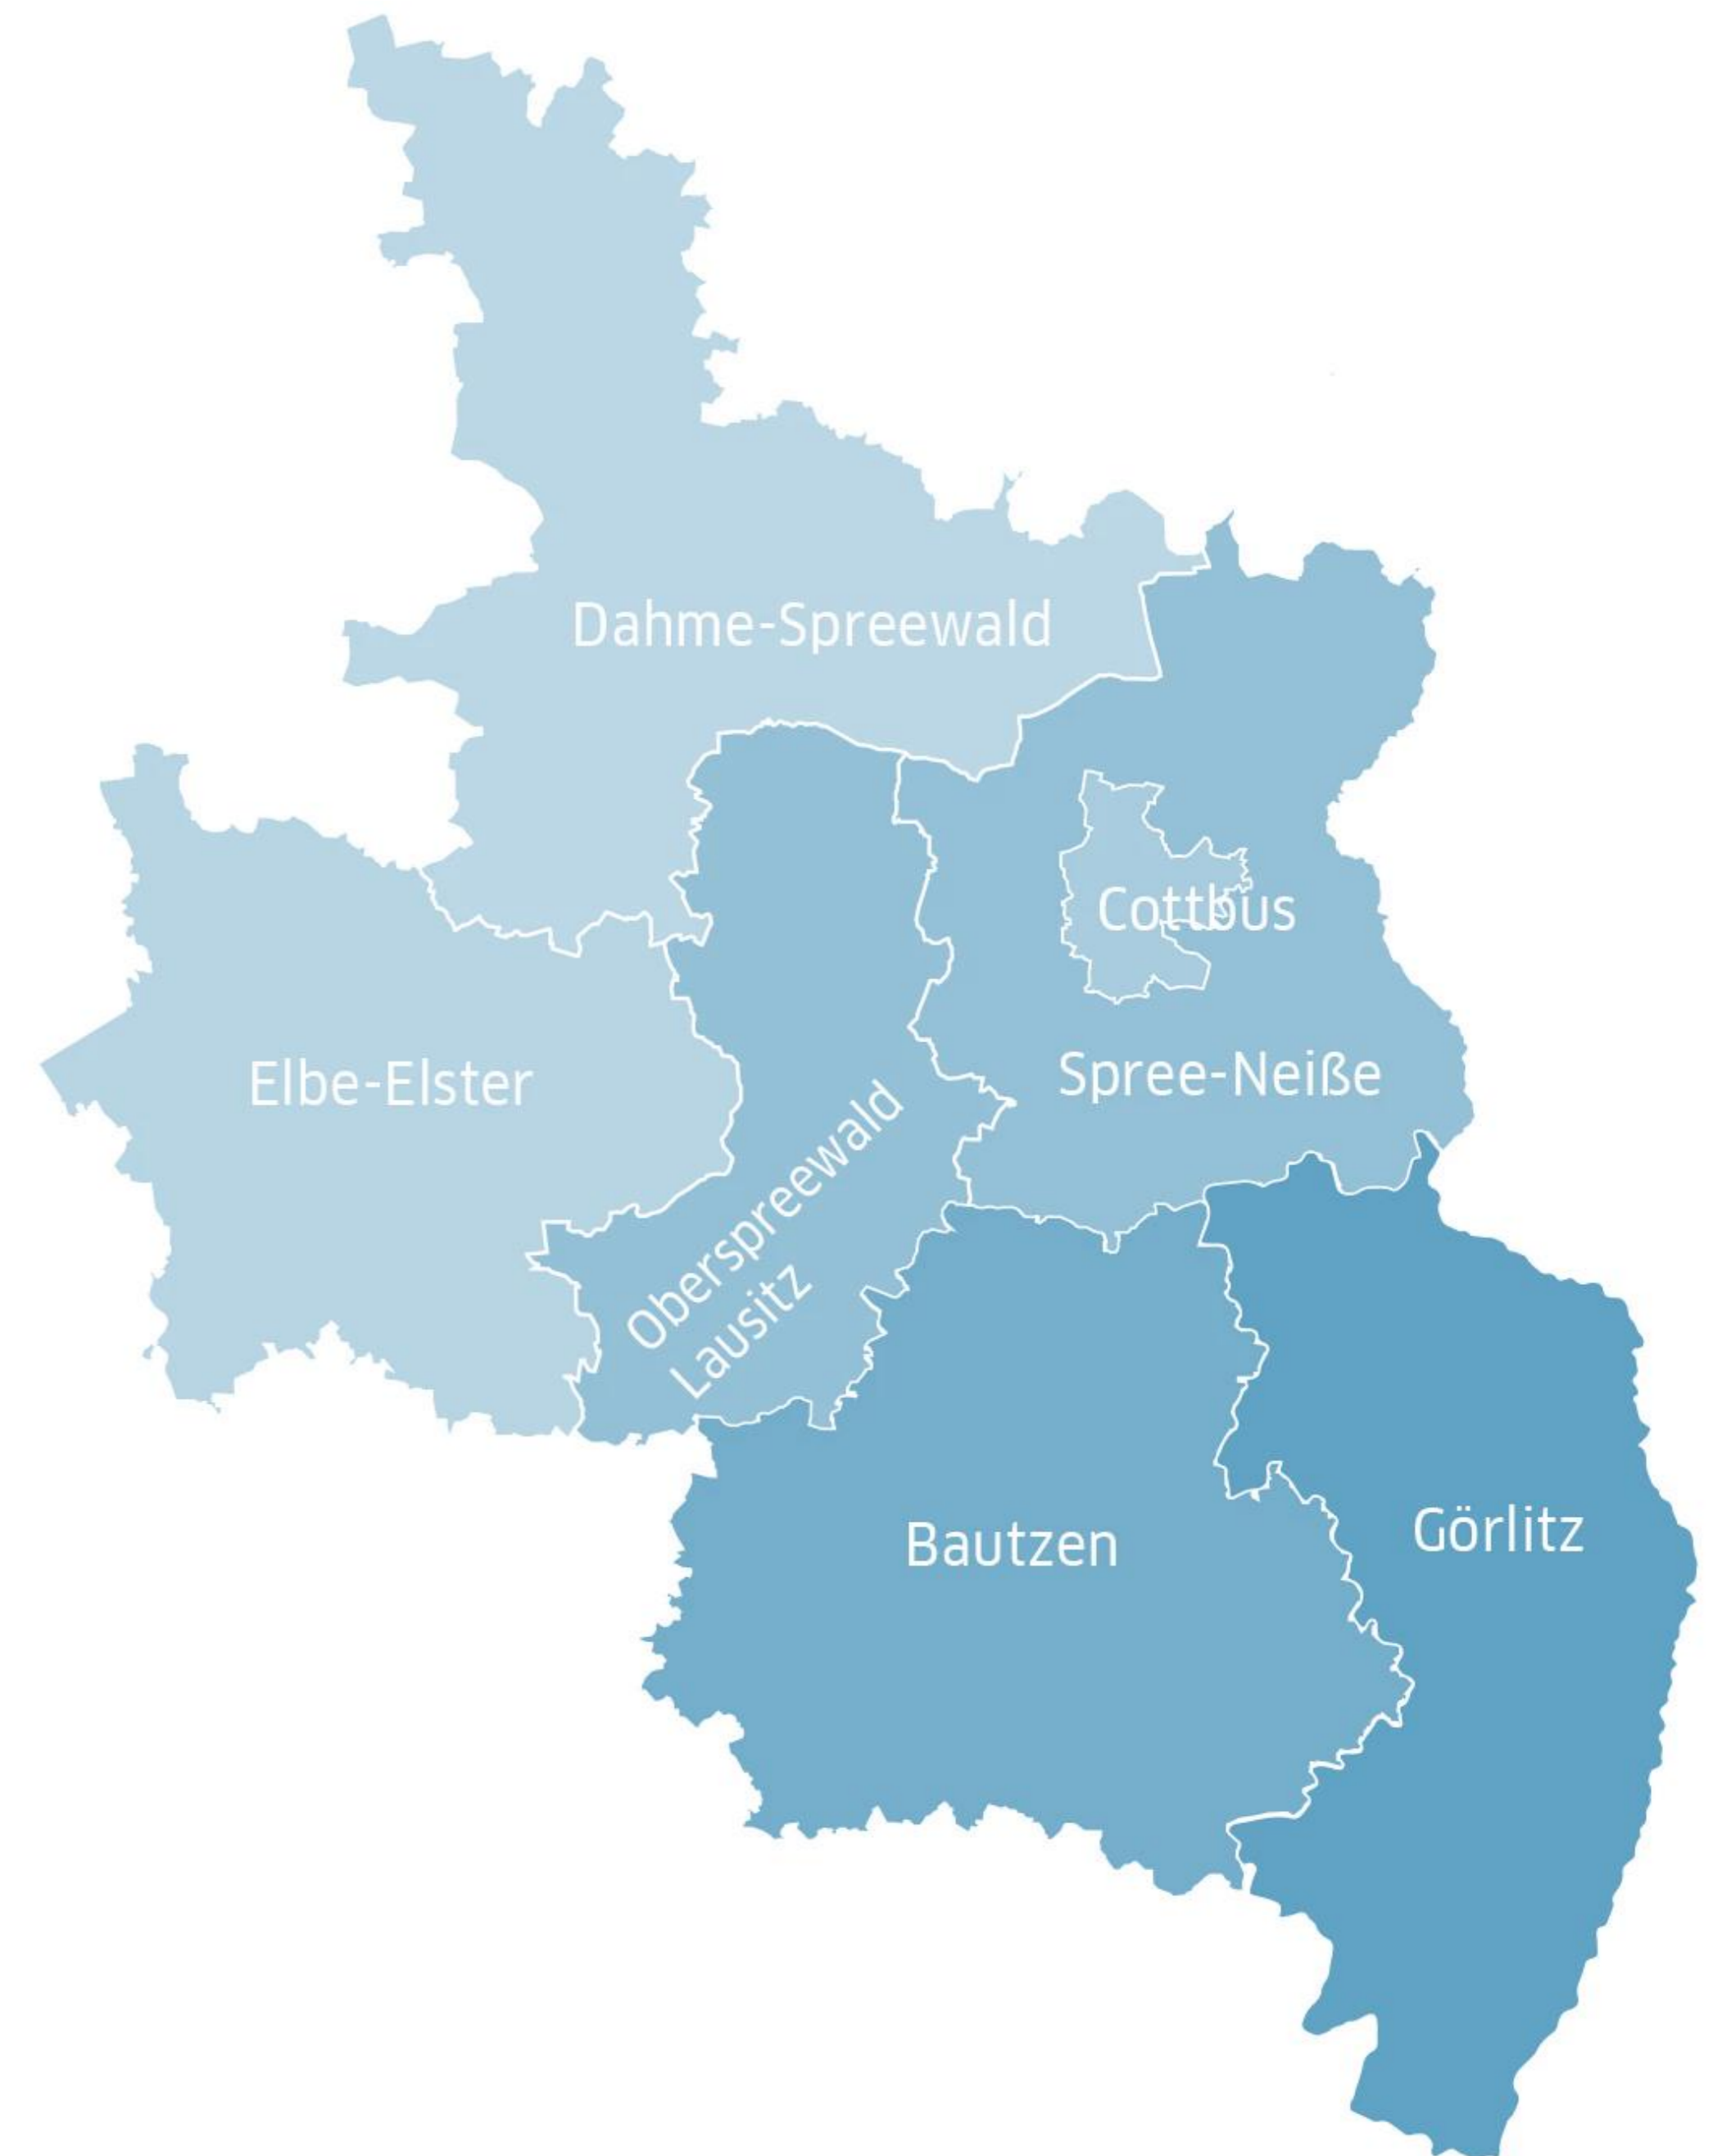 Dahme-Spreewald
Cottbus
Spree-Neiße
Elbe-Elster
Oberspreewald
Lausitz
Bautzen
Görlitz